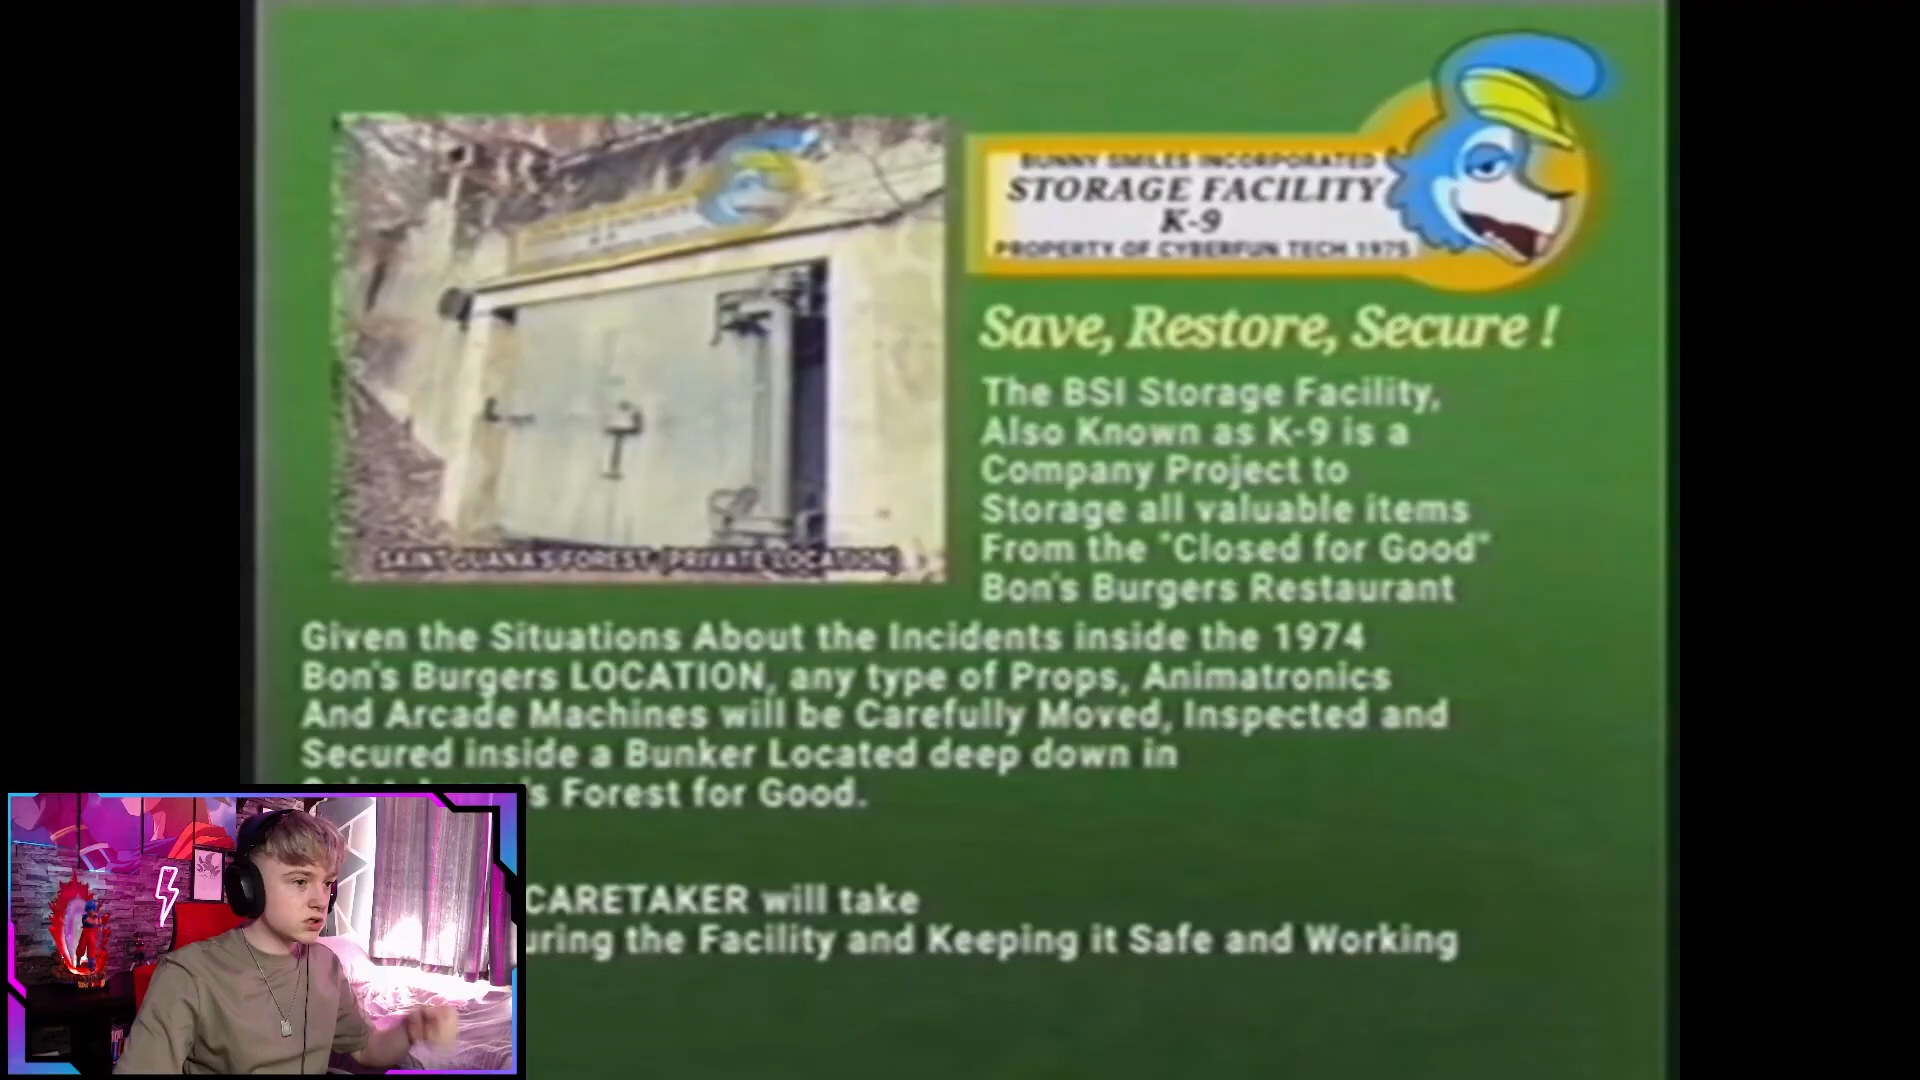 BUNNY SMILES INCORPORATED
STORAGE FACILITY
K-9
PROPERTY OF CYBERFUN TECH 1975
Save, Restore, Secure !
The BSI Storage Facility,
Also Known as K-9 is a
Company Project to
Storage all valuable items
From the "Closed for Good"
Bon's Burgers Restaurant
SAINT JUANA'S FOREST [PRIVATE LOCATION]
Given the Situations About the Incidents inside the 1974
Bon's Burgers LOCATION, any type of Props, Animatronics
And Arcade Machines will be Carefully Moved, Inspected and
Secured inside a Bunker Located deep down in
's Forest for Good.
CARETAKER will take
uring the Facility and Keeping it Safe and Working